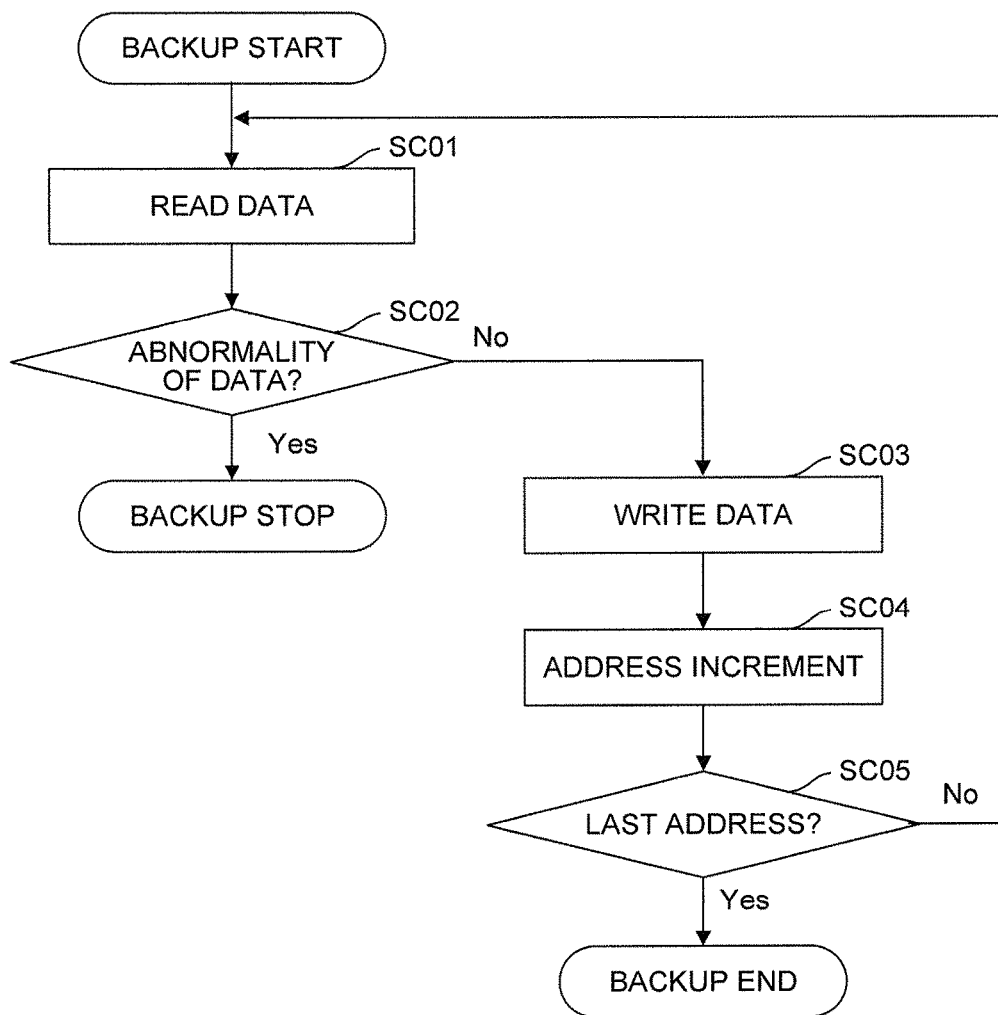 BACKUP START
SC01
READ DATA
SC02
No
ABNORMALITY
OF DATA?
Yes
BACKUP STOP
SC03
WRITE DATA
SC04
ADDRESS INCREMENT
SC05
No
LAST ADDRESS?
Yes
BACKUP END